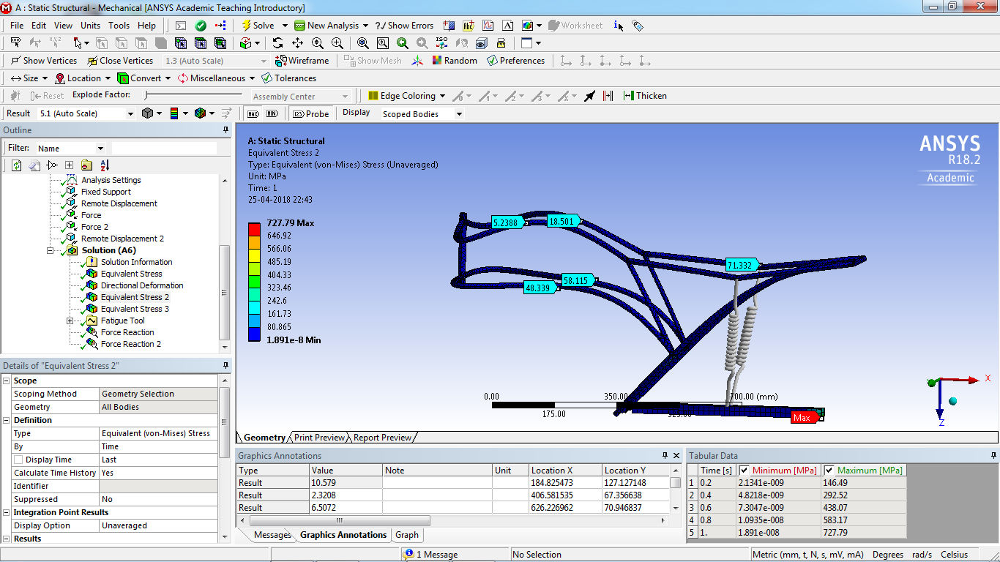 A : Static Structural - Mechanical [ANSYS Academic Teaching Introductory]
File Edit View Units Tools Help Solve New Analysis ?/ Show Errors Worksheet
Show Vertices Close Vertices 1.3 (Auto Scale) Wireframe Show Mesh Random Preferences
Size Location Convert Miscellaneous Tolerances
Reset Explode Factor: Assembly Center Edge Coloring Thicken
Result 5.1 (Auto Scale) MAX MIN Probe Display Scoped Bodies
Outline
Filter: Name
Analysis Settings
Fixed Support
Remote Displacement
Force
Force 2
Remote Displacement 2
Solution (A6)
Solution Information
Equivalent Stress
Directional Deformation
Equivalent Stress 2
Equivalent Stress 3
Fatigue Tool
Force Reaction
Force Reaction 2
Details of "Equivalent Stress 2"
Scope
Scoping Method Geometry Selection
Geometry All Bodies
Definition
Type Equivalent (von-Mises) Stress
By Time
Display Time Last
Calculate Time History Yes
Identifier
Suppressed No
Integration Point Results
Display Option Unaveraged
Results
A: Static Structural
Equivalent Stress 2
Type: Equivalent (von-Mises) Stress (Unaveraged)
Unit: MPa
Time: 1
25-04-2018 22:43
727.79 Max
646.92
566.06
485.19
404.33
323.46
242.6
161.73
80.865
1.891e-8 Min
ANSYS
R18.2
Academic
5.2388
18.501
71.332
58.115
48.339
Max
0.00 350.00 700.00 (mm)
175.00 525.00
X
Z
Geometry Print Preview Report Preview
Graphics Annotations
Type Value Note Unit Location X Location Y
Result 10.579 184.825473 127.127148
Result 2.3208 406.581535 67.356638
Result 6.5072 626.226962 70.946837
Messages Graphics Annotations Graph
Tabular Data
Time [s] Minimum [MPa] Maximum [MPa]
1 0.2 2.1341e-009 146.49
2 0.4 4.8218e-009 292.52
3 0.6 7.3047e-009 438.07
4 0.8 1.0935e-008 583.17
5 1. 1.891e-008 727.79
1 Message No Selection Metric (mm, t, N, s, mV, mA) Degrees rad/s Celsius